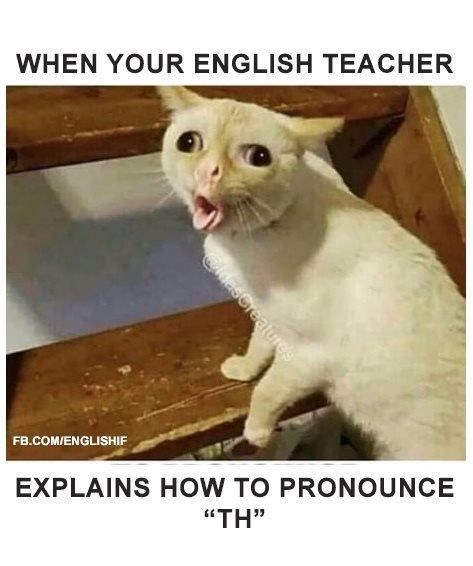 WHEN YOUR ENGLISH TEACHER
FB.COM/ENGLISHIF
EXPLAINS HOW TO PRONOUNCE
“TH”